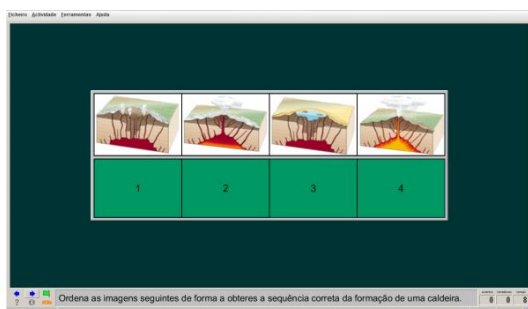 Ficheiro Actividade Ferramentas Ajuda
1 2 3 4
Ordena as imagens seguintes de forma a obteres a sequência correta da formação de uma caldeira.
0 0 0